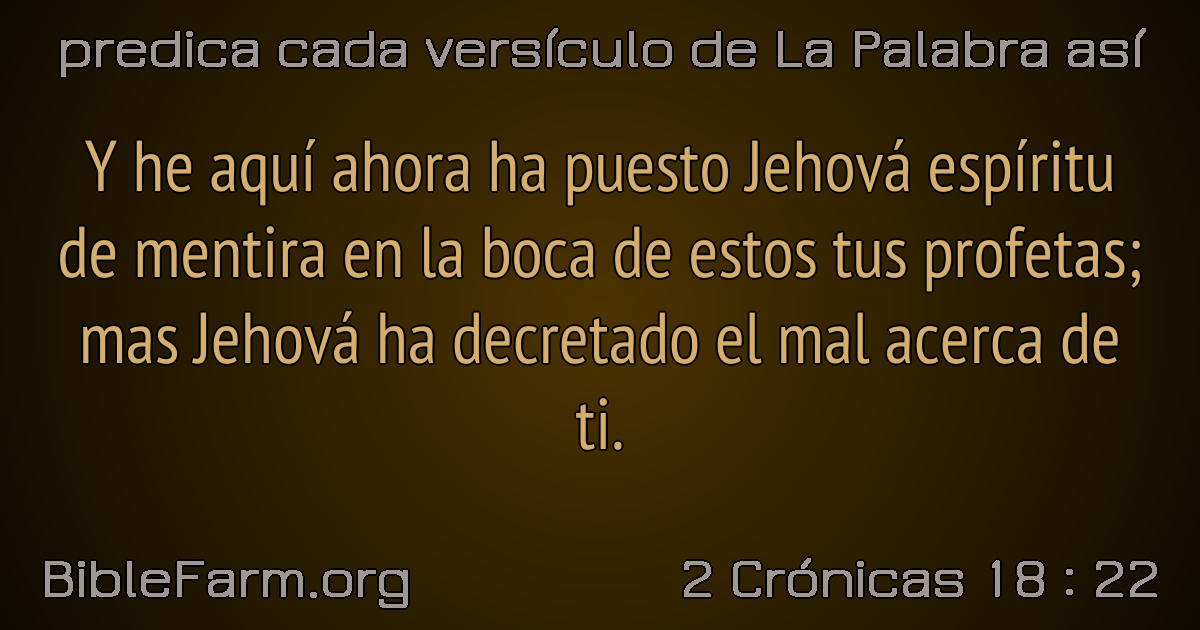 predica cada versículo de La Palabra así
Y he aquí ahora ha puesto Jehová espíritu
de mentira en la boca de estos tus profetas;
mas Jehová ha decretado el mal acerca de
ti.
BibleFarm.org
2 Crónicas 18 : 22